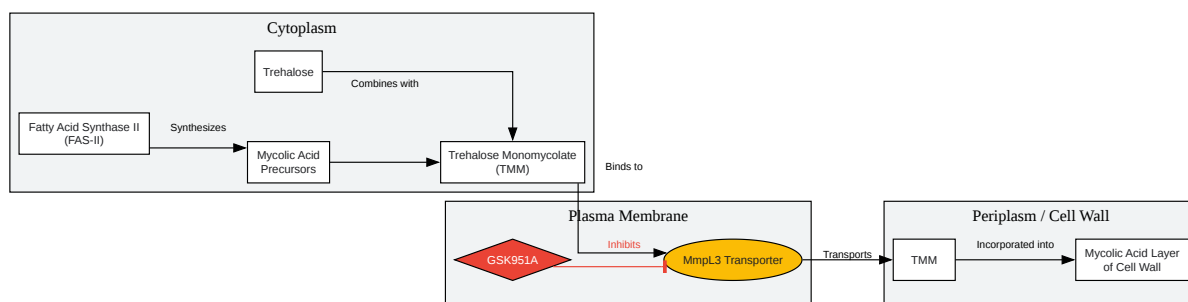 Cytoplasm
Trehalose
Combines with
Fatty Acid Synthase II
(FAS-II)
Synthesizes
Mycolic Acid
Precursors
Trehalose Monomycolate
(TMM)
Binds to
Plasma Membrane
GSK951A
Inhibits
MmpL3 Transporter
Transports
Periplasm / Cell Wall
TMM
Incorporated into
Mycolic Acid Layer
of Cell Wall